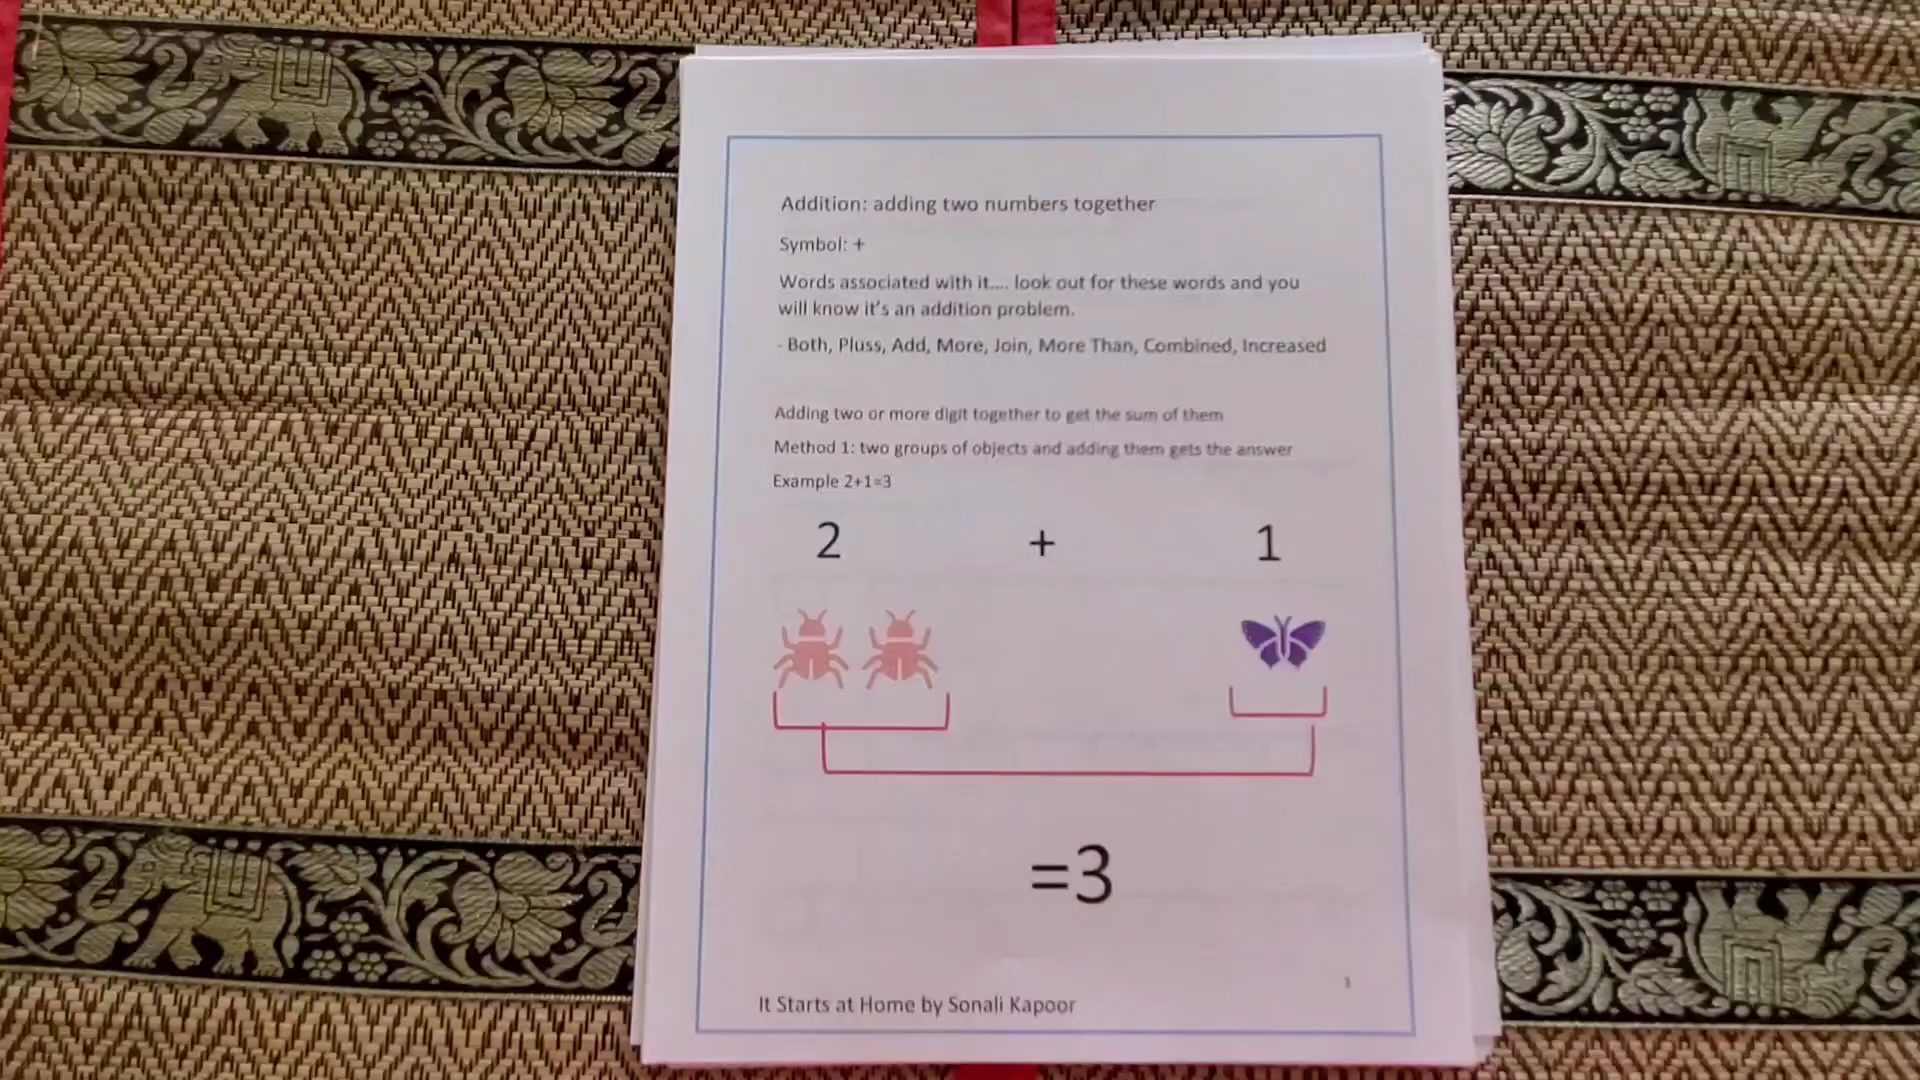 Addition: adding two numbers together
Symbol: +
Words associated with it.... look out for these words and you
will know it's an addition problem.
- Both, Pluss, Add, More, Join, More Than, Combined, Increased
Adding two or more digit together to get the sum of them
Method 1: two groups of objects and adding them gets the answer
Example 2+1=3
2 + 1
=3
1
It Starts at Home by Sonali Kapoor